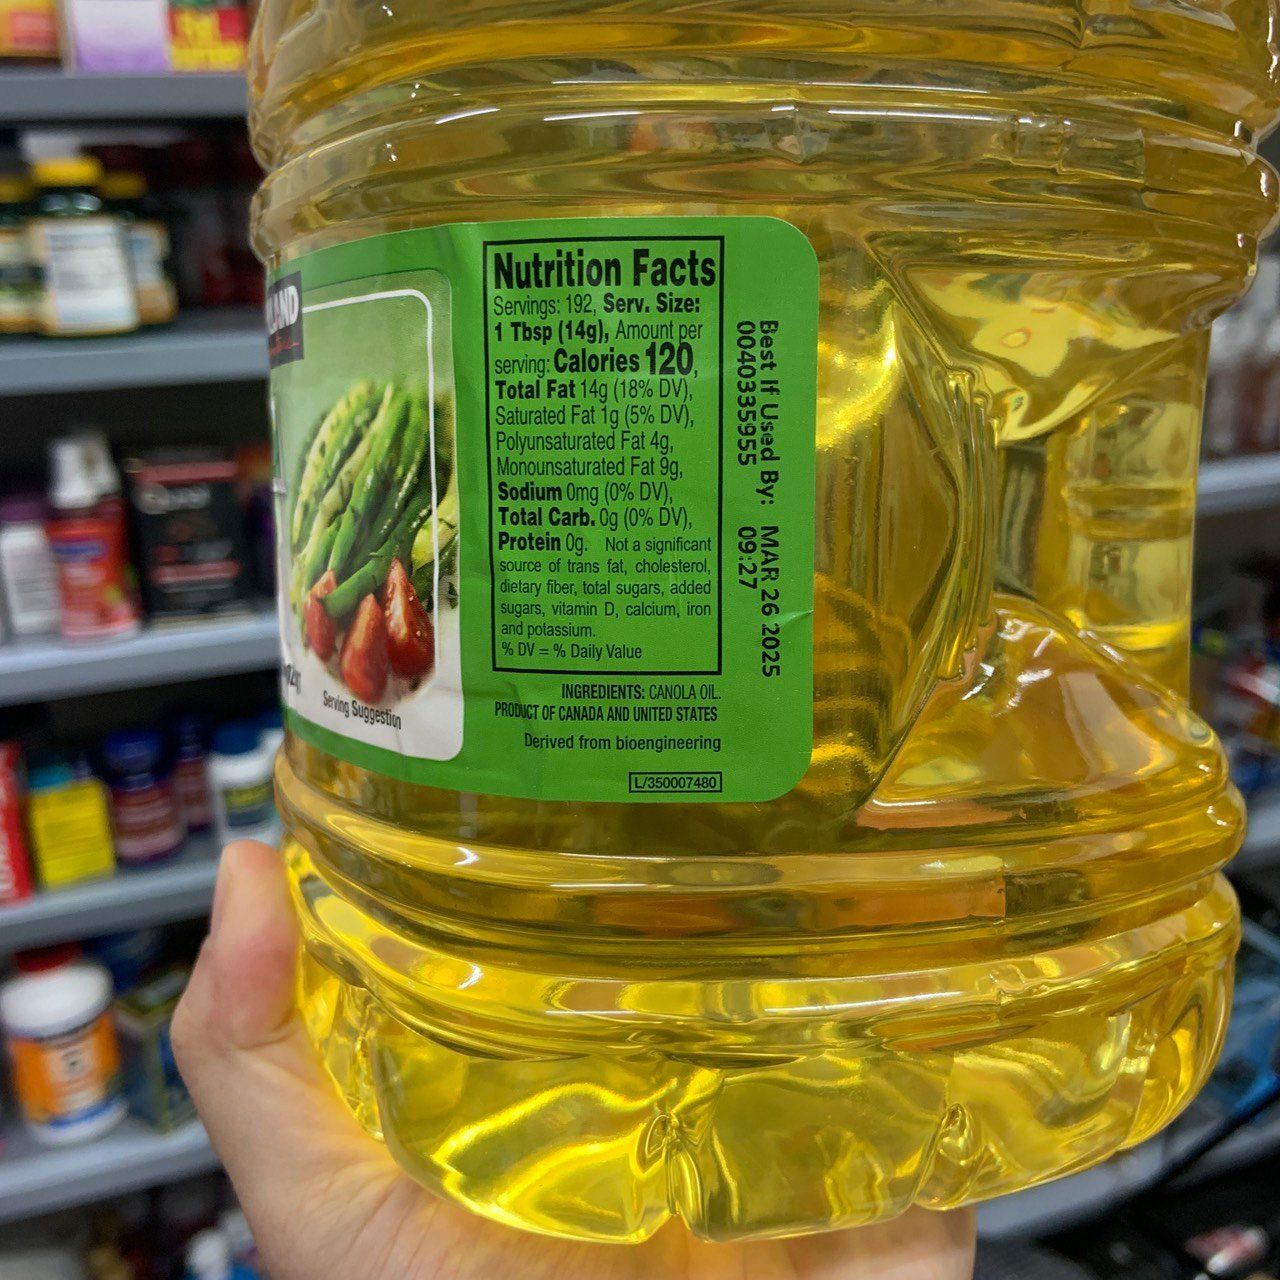 Nutrition Facts
Servings: 192, Serv. Size:
1 Tbsp (14g), Amount per
serving: Calories 120,
Total Fat 14g (18% DV),
Saturated Fat 1g (5% DV),
Polyunsaturated Fat 4g,
Monounsaturated Fat 9g,
Sodium 0mg (0% DV),
Total Carb. 0g (0% DV),
Protein 0g. Not a significant
source of trans fat, cholesterol,
dietary fiber, total sugars, added
sugars, vitamin D, calcium, iron
and potassium.
% DV = % Daily Value
INGREDIENTS: CANOLA OIL.
PRODUCT OF CANADA AND UNITED STATES
Derived from bioengineering
L/350007480
Serving Suggestion
Best If Used By: MAR 26 2025
0040335955 09:27